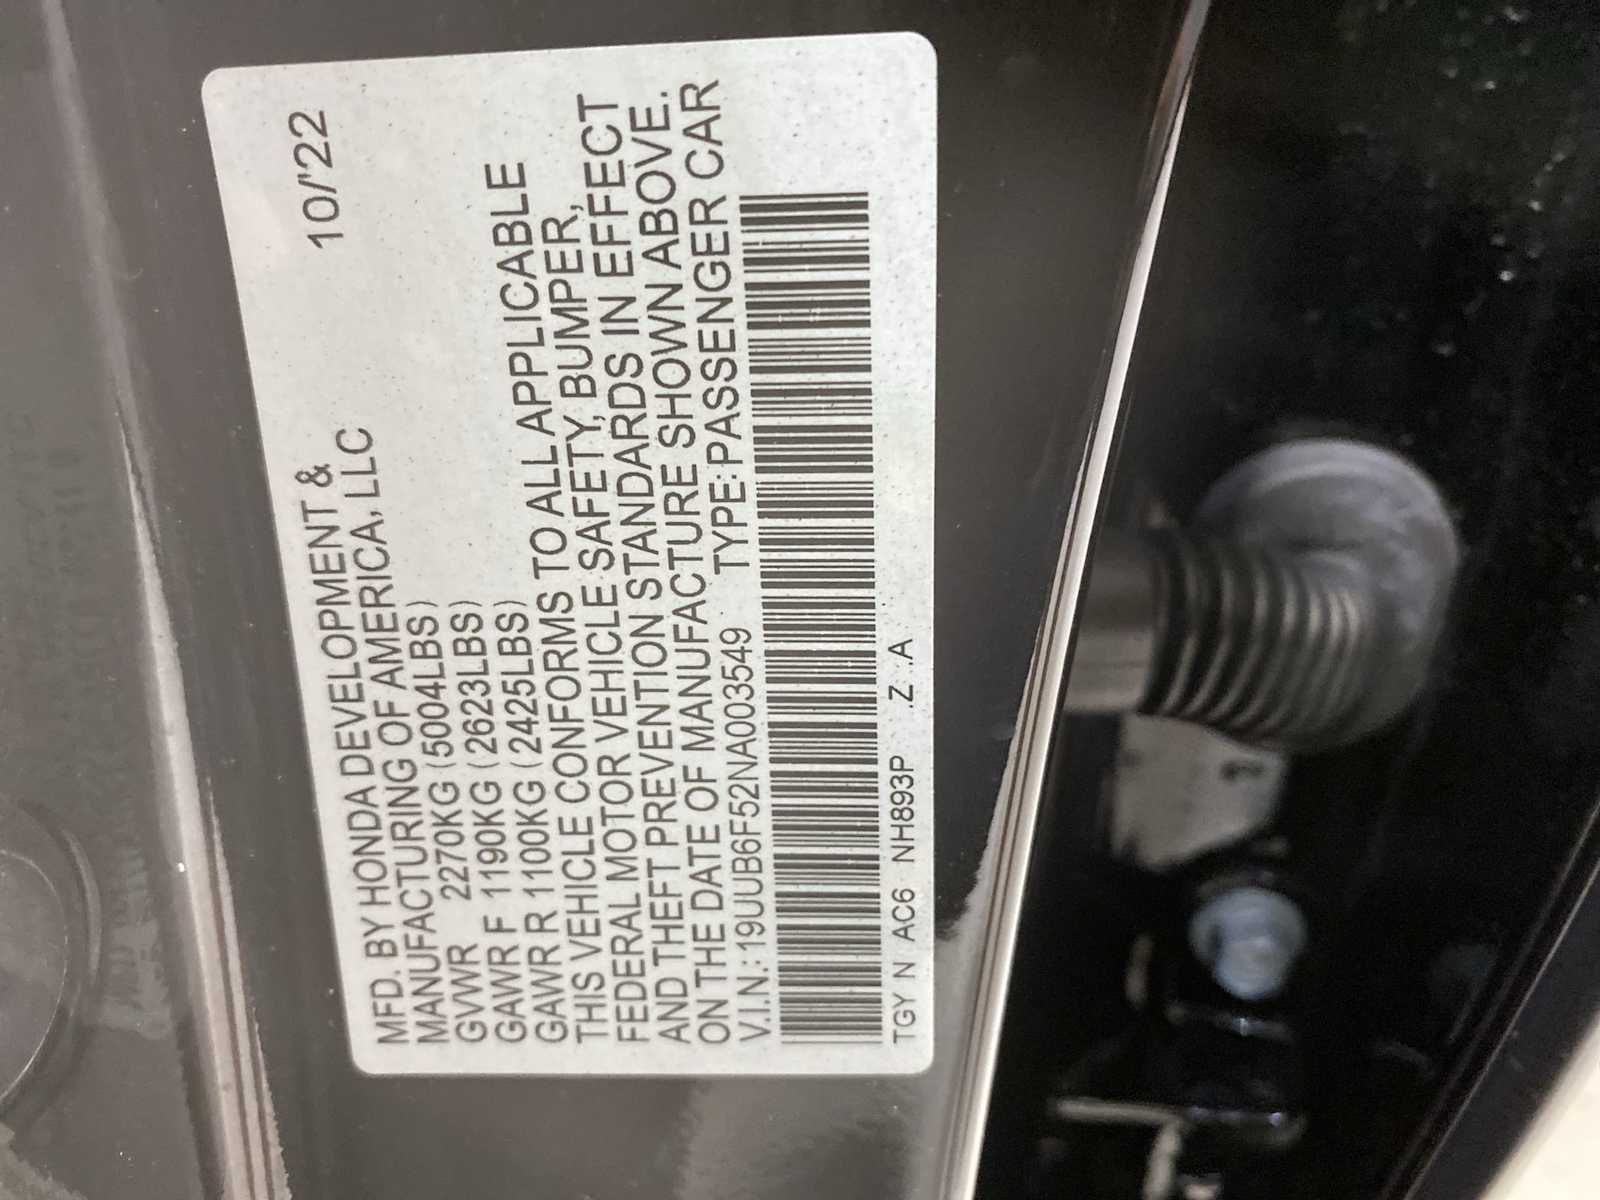 MFD. BY HONDA DEVELOPMENT & 10/'22
MANUFACTURING OF AMERICA, LLC
GVWR 2270KG (5004LBS)
GAWR F 1190KG (2623LBS)
GAWR R 1100KG (2425LBS)
THIS VEHICLE CONFORMS TO ALL APPLICABLE
FEDERAL MOTOR VEHICLE SAFETY, BUMPER,
AND THEFT PREVENTION STANDARDS IN EFFECT
ON THE DATE OF MANUFACTURE SHOWN ABOVE.
V.I.N.: 19UUB6F52NA003549 TYPE: PASSENGER CAR
TGY N AC6 NH893P .Z .A